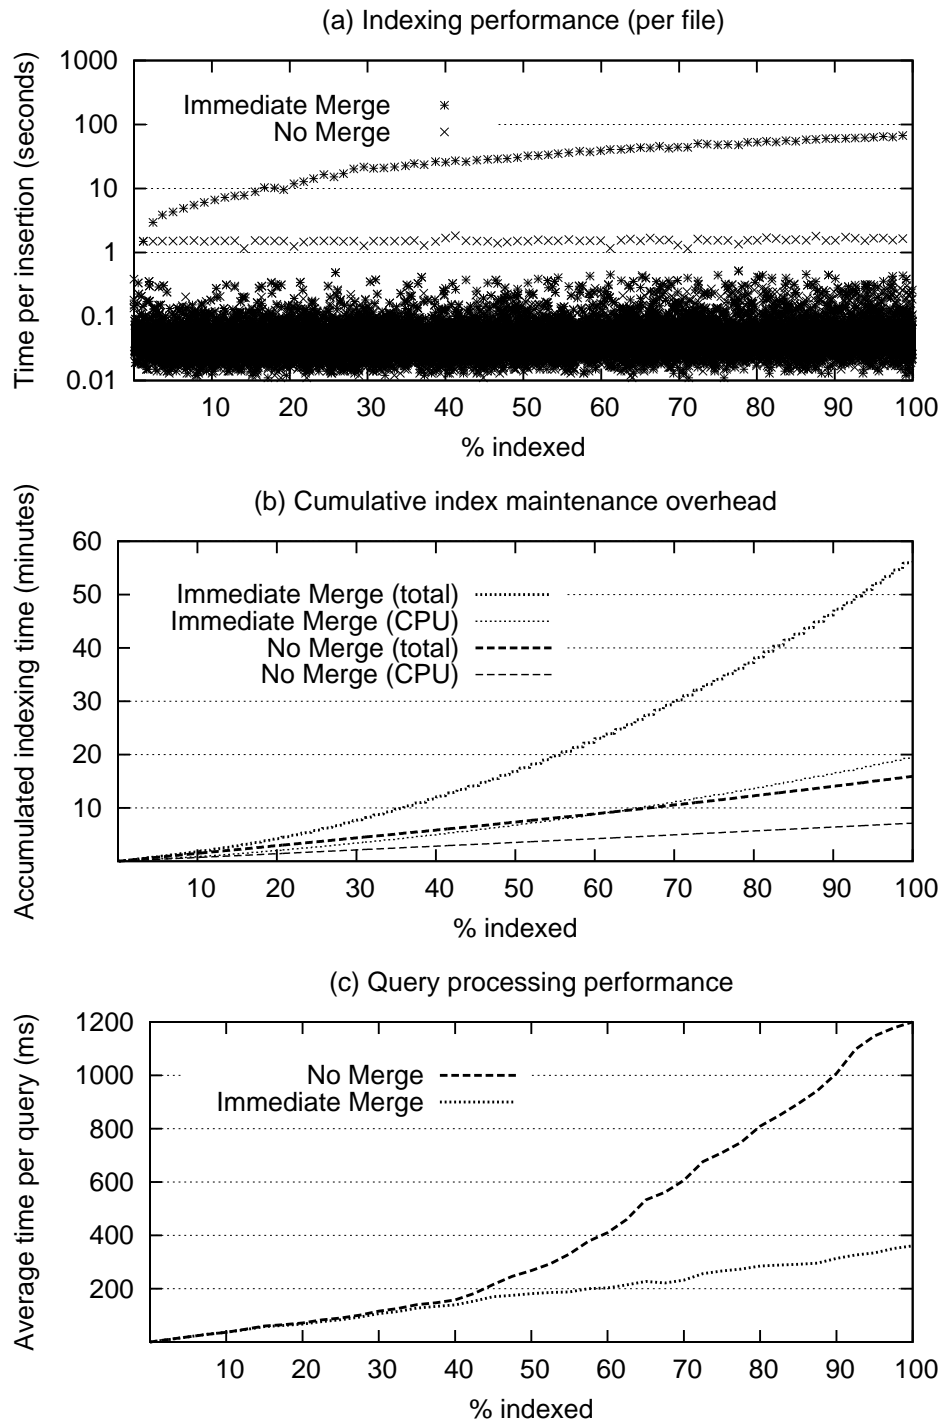 (a) Indexing performance (per file)
Time per insertion (seconds)
1000
100
10
1
0.1
0.01
Immediate Merge
No Merge
10 20 30 40 50 60 70 80 90 100
% indexed
(b) Cumulative index maintenance overhead
Accumulated indexing time (minutes)
60
50
40
30
20
10
Immediate Merge (total)
Immediate Merge (CPU)
No Merge (total)
No Merge (CPU)
10 20 30 40 50 60 70 80 90 100
% indexed
(c) Query processing performance
Average time per query (ms)
1200
1000
800
600
400
200
No Merge
Immediate Merge
10 20 30 40 50 60 70 80 90 100
% indexed